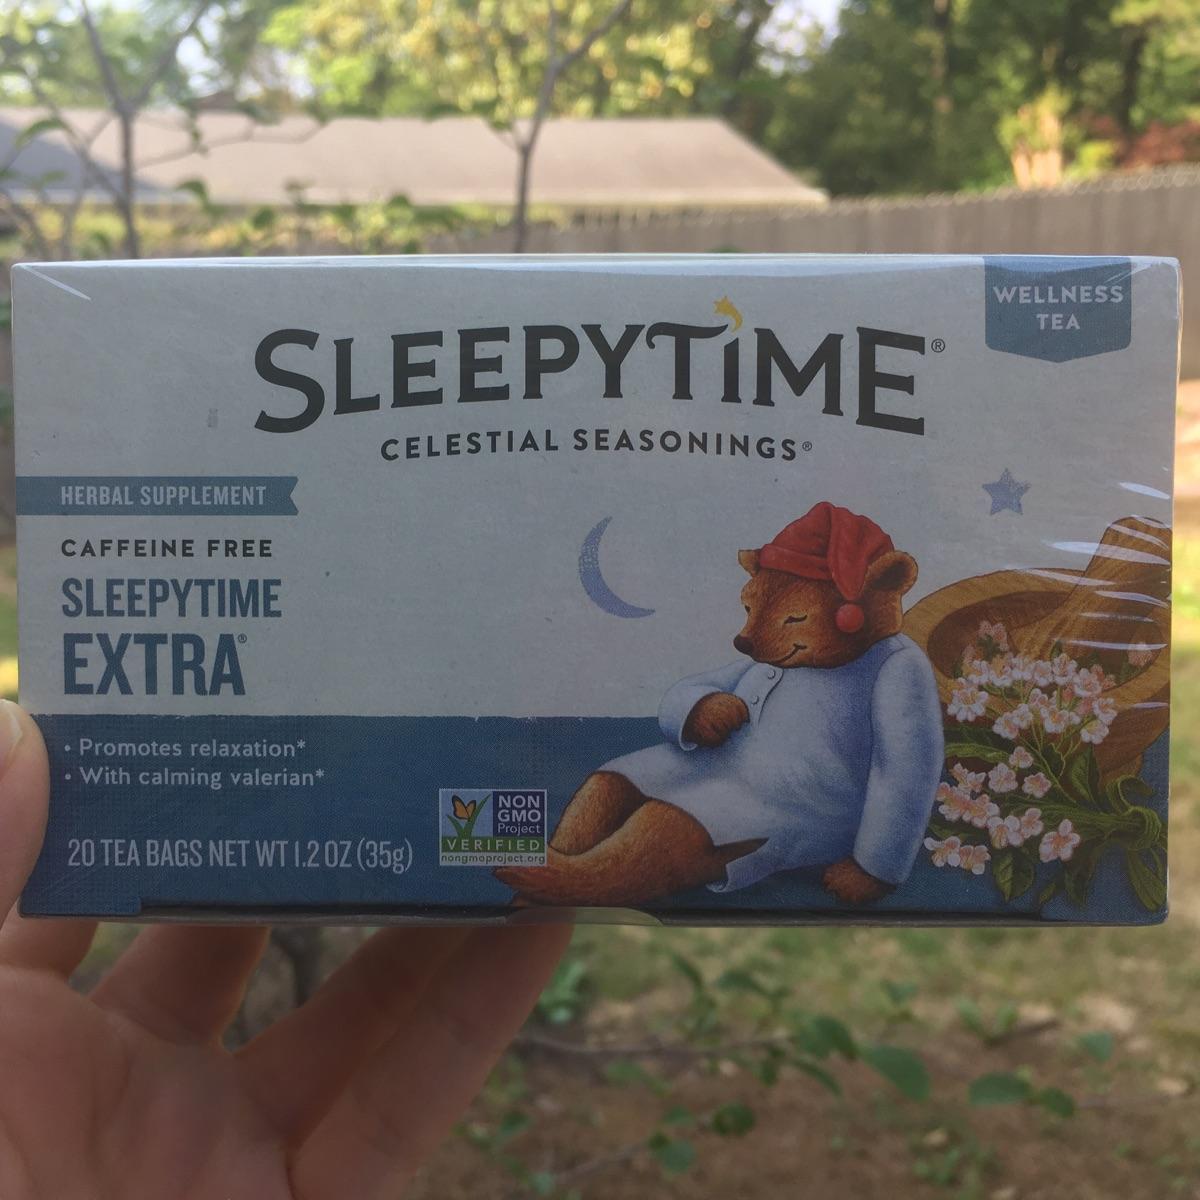 WELLNESS
TEA
SLEEPYTIME®
CELESTIAL SEASONINGS®
HERBAL SUPPLEMENT
CAFFEINE FREE
SLEEPYTIME
EXTRA®
• Promotes relaxation*
• With calming valerian*
20 TEA BAGS NET WT 1.2 OZ (35g)
NON
GMO
Project
VERIFIED
nongmoproject.org